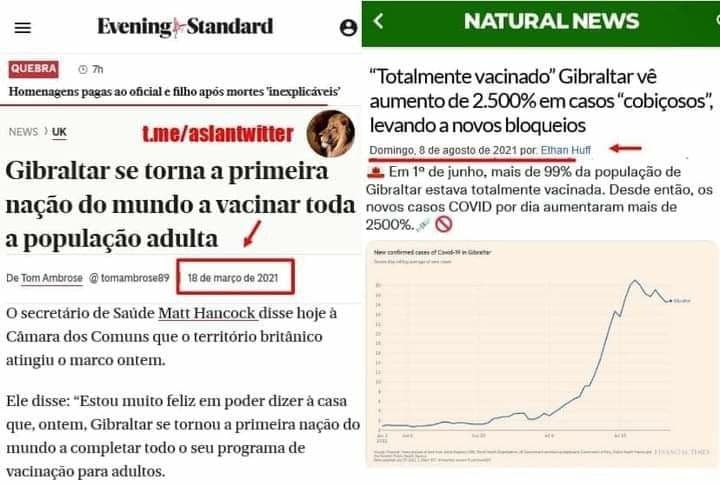 Evening Standard
QUEBRA
7h
Homenagens pagas ao oficial e filho após mortes 'inexplicáveis'
NEWS > UK
t.me/aslantwitter
Gibraltar se torna a primeira
nação do mundo a vacinar toda
a população adulta
De Tom Ambrose @tomambrose89 | 18 de março de 2021
O secretário de Saúde Matt Hancock disse hoje à
Câmara dos Comuns que o território britânico
atingiu o marco ontem.
Ele disse: “Estou muito feliz em poder dizer à casa
que, ontem, Gibraltar se tornou a primeira nação do
mundo a completar todo o seu programa de
vacinação para adultos.
NATURAL NEWS
“Totalmente vacinado” Gibraltar vê
aumento de 2.500% em casos “cobiçosos”,
levando a novos bloqueios
Domingo, 8 de agosto de 2021 por: Ethan Huff
Em 1º de junho, mais de 99% da população de
Gibraltar estava totalmente vacinada. Desde então, os
novos casos COVID por dia aumentaram mais de
2500%.
New confirmed cases of Covid-19 in Gibraltar
Gibraltar
FINANCIAL TIMES